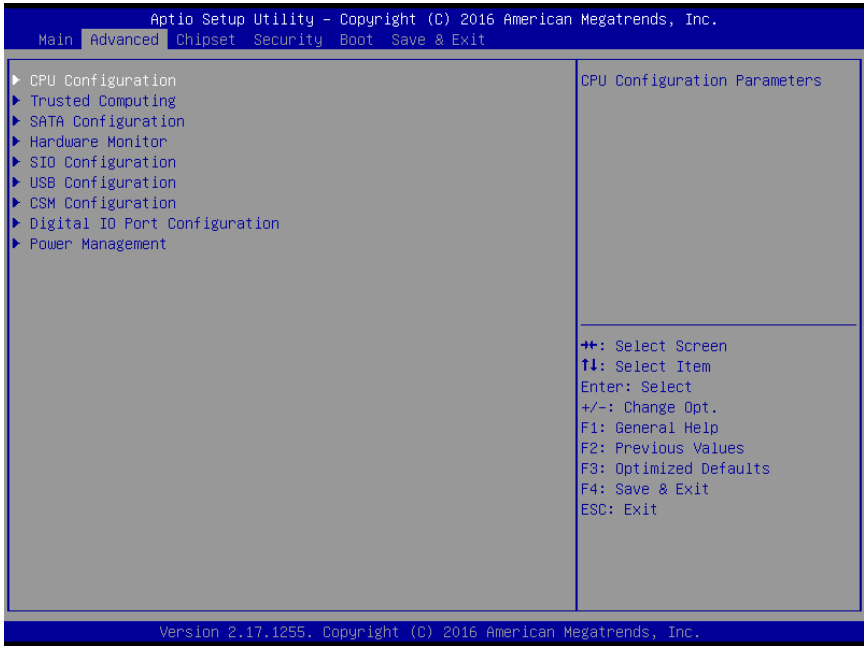 Aptio Setup Utility – Copyright (C) 2016 American Megatrends, Inc.
Main Advanced Chipset Security Boot Save & Exit
CPU Configuration
Trusted Computing
SATA Configuration
Hardware Monitor
SIO Configuration
USB Configuration
CSM Configuration
Digital IO Port Configuration
Power Management
CPU Configuration Parameters
→←: Select Screen
↑↓: Select Item
Enter: Select
+/-: Change Opt.
F1: General Help
F2: Previous Values
F3: Optimized Defaults
F4: Save & Exit
ESC: Exit
Version 2.17.1255. Copyright (C) 2016 American Megatrends, Inc.